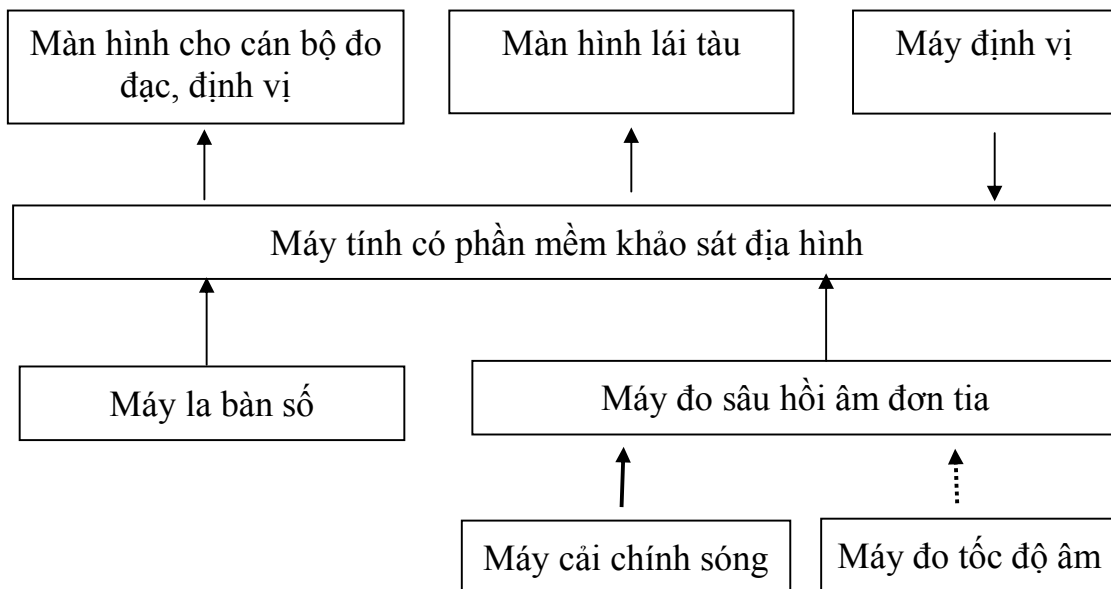 Màn hình cho cán bộ đo
đạc, định vị
Màn hình lái tàu
Máy định vị
Máy tính có phần mềm khảo sát địa hình
Máy la bàn số
Máy đo sâu hồi âm đơn tia
Máy cải chính sóng
Máy đo tốc độ âm